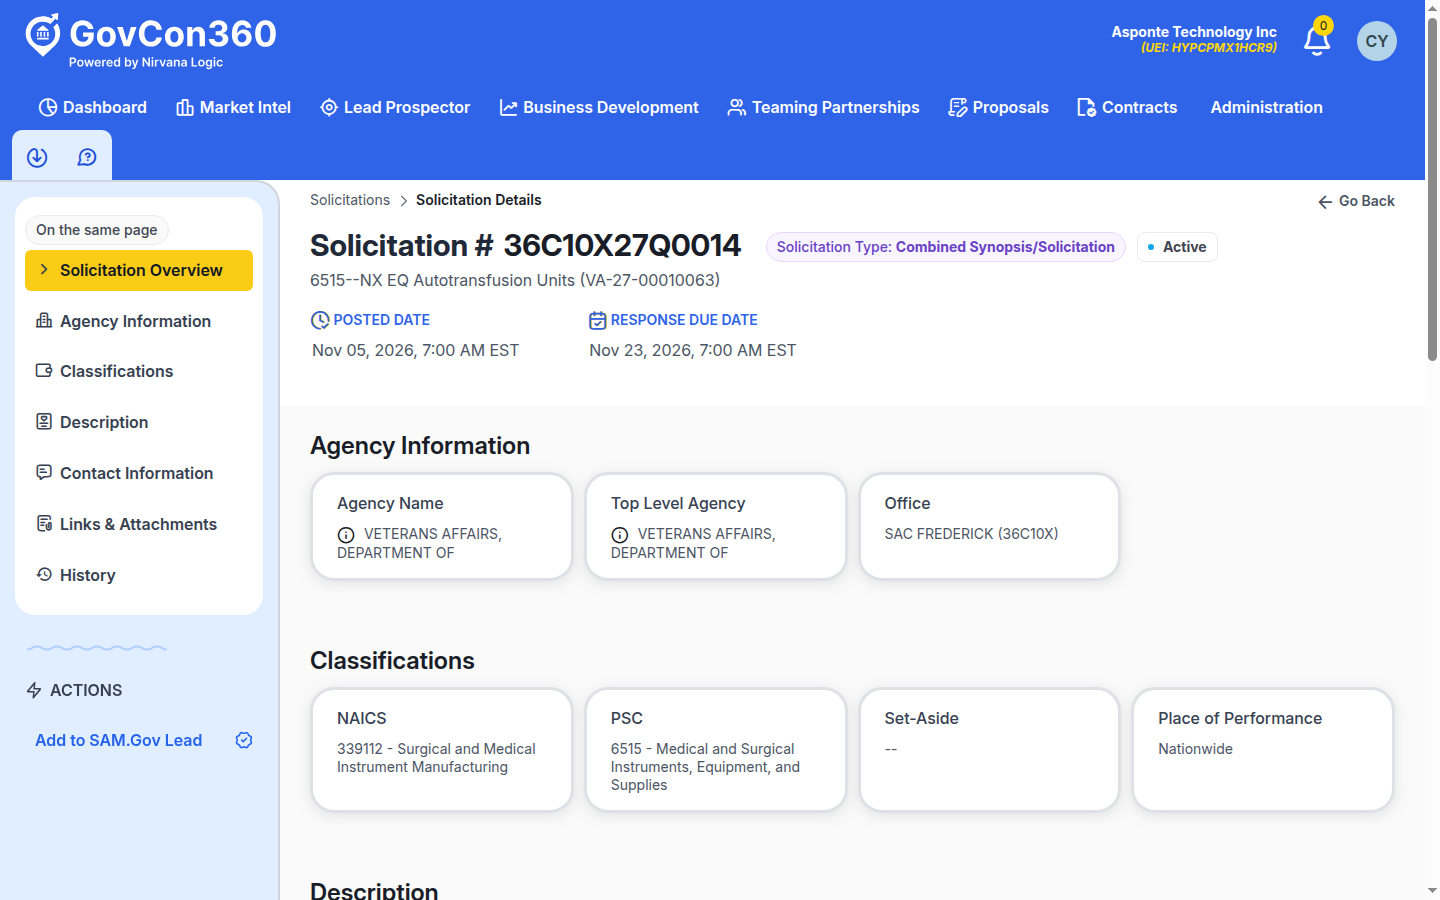 GovCon360
Powered by Nirvana Logic
Asponte Technology Inc
(UEI: HYPCPMX1HCR9)
0
CY
Dashboard
Market Intel
Lead Prospector
Business Development
Teaming Partnerships
Proposals
Contracts
Administration
On the same page
Solicitation Overview
Agency Information
Classifications
Description
Contact Information
Links & Attachments
History
ACTIONS
Add to SAM.Gov Lead
Solicitations > Solicitation Details
Go Back
Solicitation # 36C10X27Q0014
Solicitation Type: Combined Synopsis/Solicitation
Active
6515--NX EQ Autotransfusion Units (VA-27-00010063)
POSTED DATE
Nov 05, 2026, 7:00 AM EST
RESPONSE DUE DATE
Nov 23, 2026, 7:00 AM EST
Agency Information
Agency Name
VETERANS AFFAIRS,
DEPARTMENT OF
Top Level Agency
VETERANS AFFAIRS,
DEPARTMENT OF
Office
SAC FREDERICK (36C10X)
Classifications
NAICS
339112 - Surgical and Medical
Instrument Manufacturing
PSC
6515 - Medical and Surgical
Instruments, Equipment, and
Supplies
Set-Aside
--
Place of Performance
Nationwide
Description